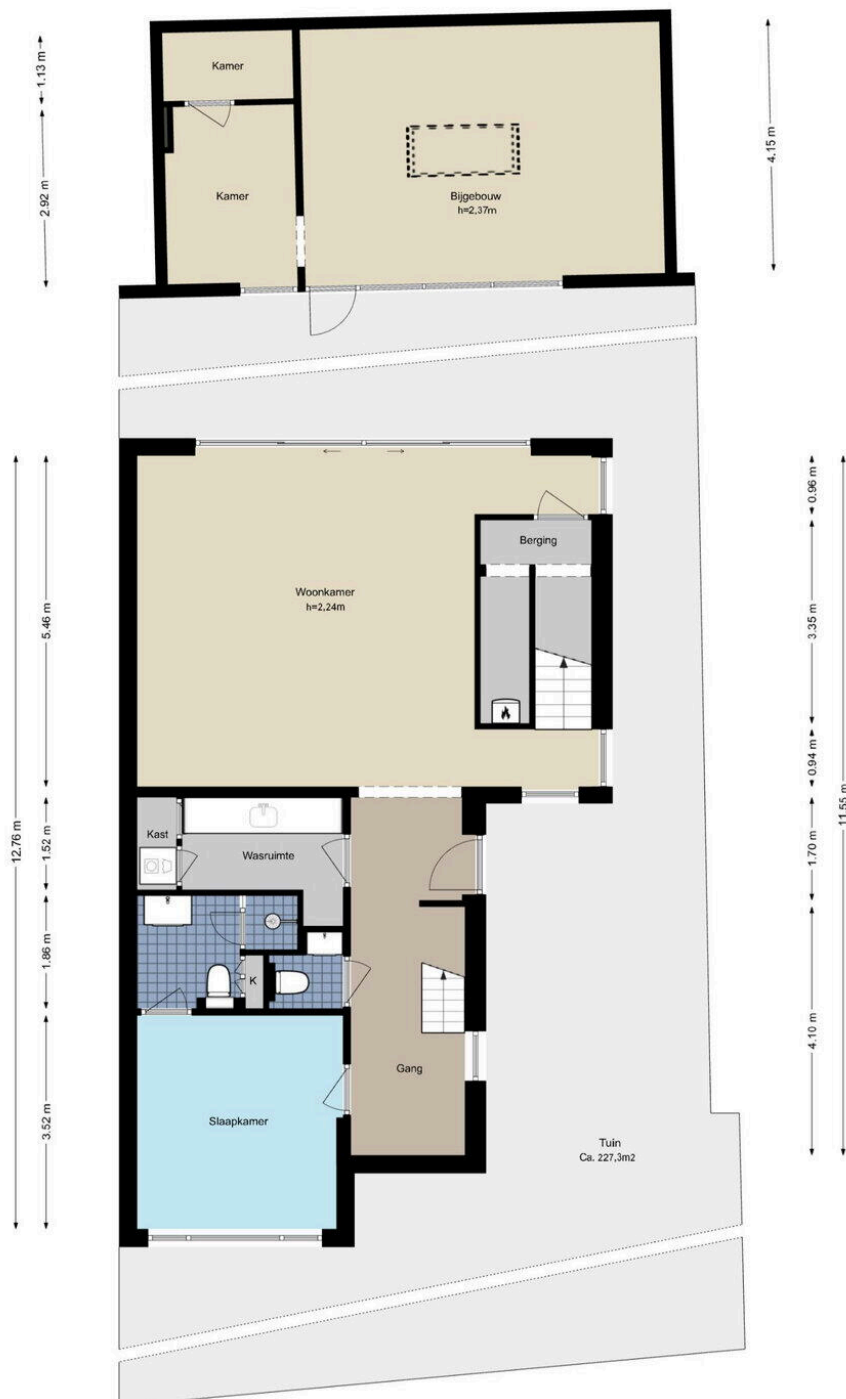 Kamer
1.13 m
4.15 m
2.92 m
Kamer
Bijgebouw
h=2,37m
0.96 m
Berging
Woonkamer
h=2,24m
5.46 m
3.35 m
0.94 m
12.76 m
11.55 m
Kast
1.52 m
Wasruimte
1.70 m
1.86 m
K
4.10 m
Gang
Slaapkamer
3.52 m
Tuin
Ca. 227,3m2